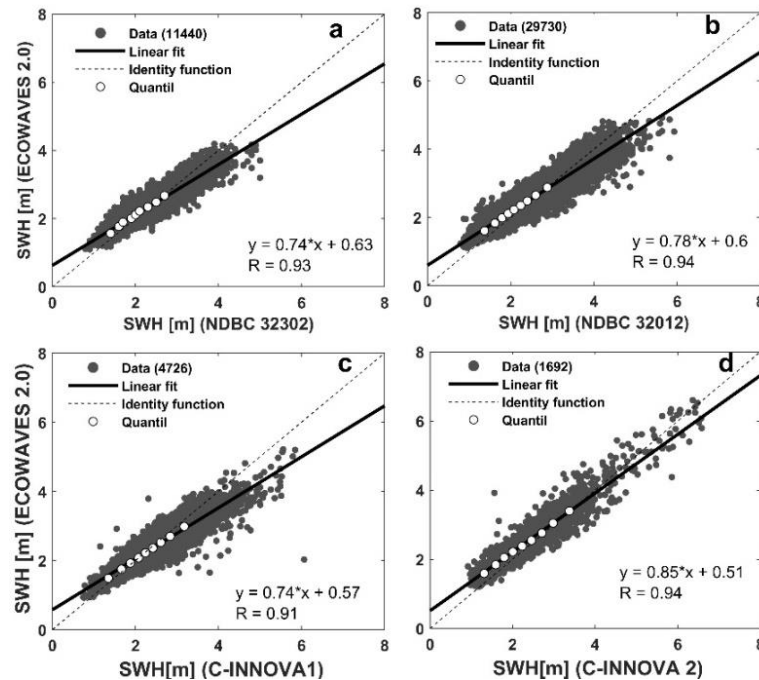 a
Data (11440)
Linear fit
Identity function
Quantil
y = 0.74*x + 0.63
R = 0.93
8
6
4
2
0
0 2 4 6 8
SWH [m] (ECOWAVES 2.0)
SWH [m] (NDBC 32302)
b
Data (29730)
Linear fit
Indentity function
Quantil
y = 0.78*x + 0.6
R = 0.94
8
6
4
2
0
0 2 4 6 8
SWH [m] (NDBC 32012)
c
Data (4726)
Linear fit
Identity function
Quantil
y = 0.74*x + 0.57
R = 0.91
8
6
4
2
0
0 2 4 6 8
SWH [m] (ECOWAVES 2.0)
SWH[m] (C-INNOVA1)
d
Data (1692)
Linear fit
Identity function
Quantil
y = 0.85*x + 0.51
R = 0.94
8
6
4
2
0
0 2 4 6 8
SWH[m] (C-INNOVA 2)